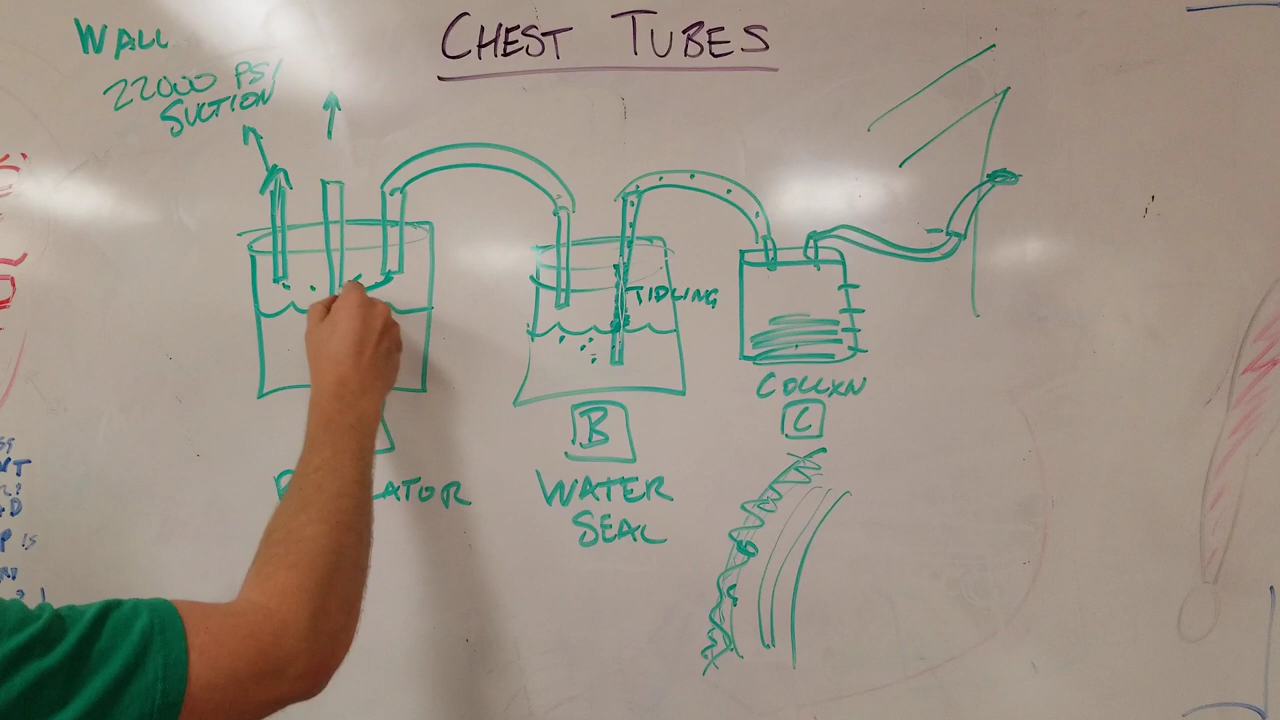 CHEST TUBES
WALL
22000 PSI
SUCTION
TIDLING
COLLXN
C
B
WATER
SEAL